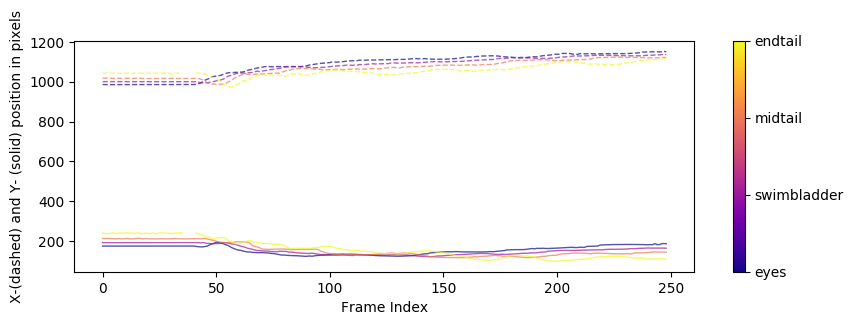 X-(dashed) and Y- (solid) position in pixels
1200
1000
800
600
400
200
0
50
100
150
200
250
Frame Index
endtail
midtail
swimbladder
eyes